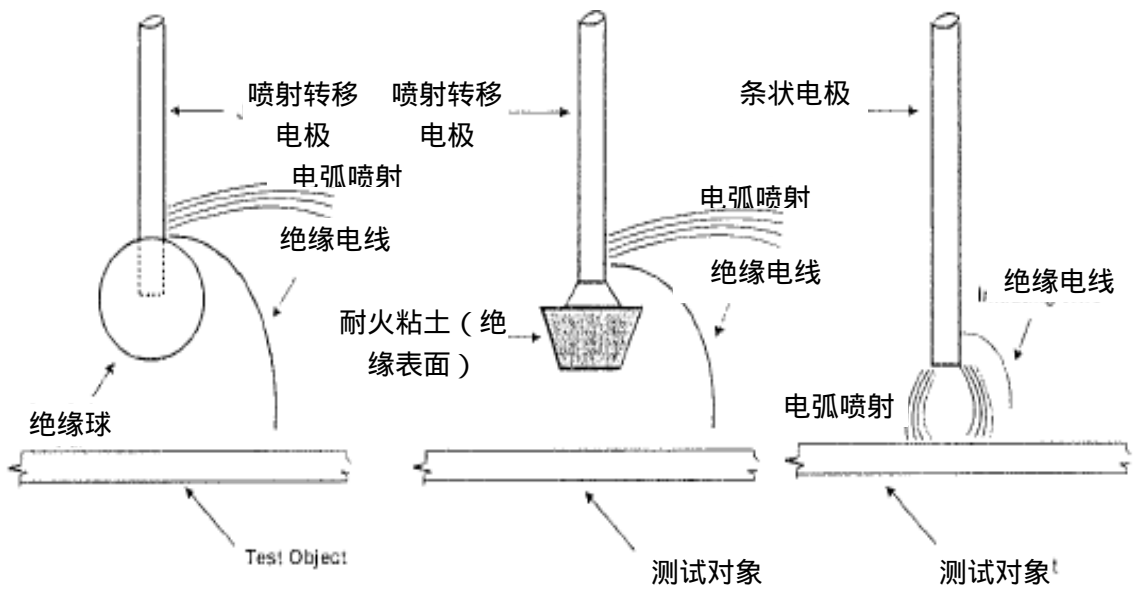 喷射转移
电极
电弧喷射
绝缘电线
绝缘球
Test Object
喷射转移
电极
电弧喷射
绝缘电线
耐火粘土（绝
缘表面）
测试对象
条状电极
绝缘电线
电弧喷射
测试对象t